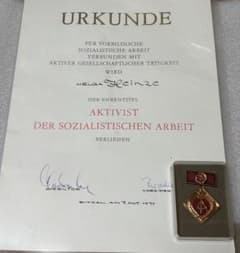 URKUNDE
FÜR VORBILDLICHE
SOZIALISTISCHE ARBEIT
VERBUNDEN MIT
AKTIVER GESELLSCHAFTLICHER TÄTIGKEIT
WIRD
Heinze
DER EHRENTITEL
AKTIVIST
DER SOZIALISTISCHEN ARBEIT
VERLIEHEN